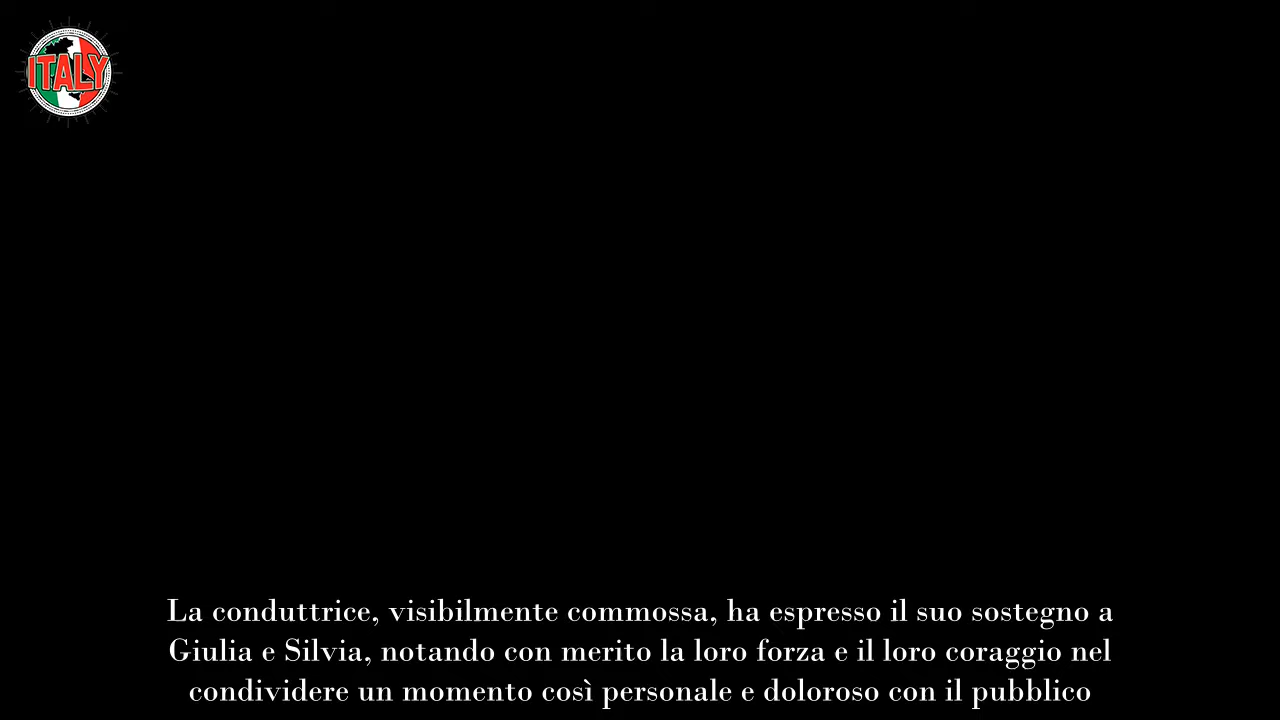 ITALY
La conduttrice, visibilmente commossa, ha espresso il suo sostegno a
Giulia e Silvia, notando con merito la loro forza e il loro coraggio nel
condividere un momento così personale e doloroso con il pubblico